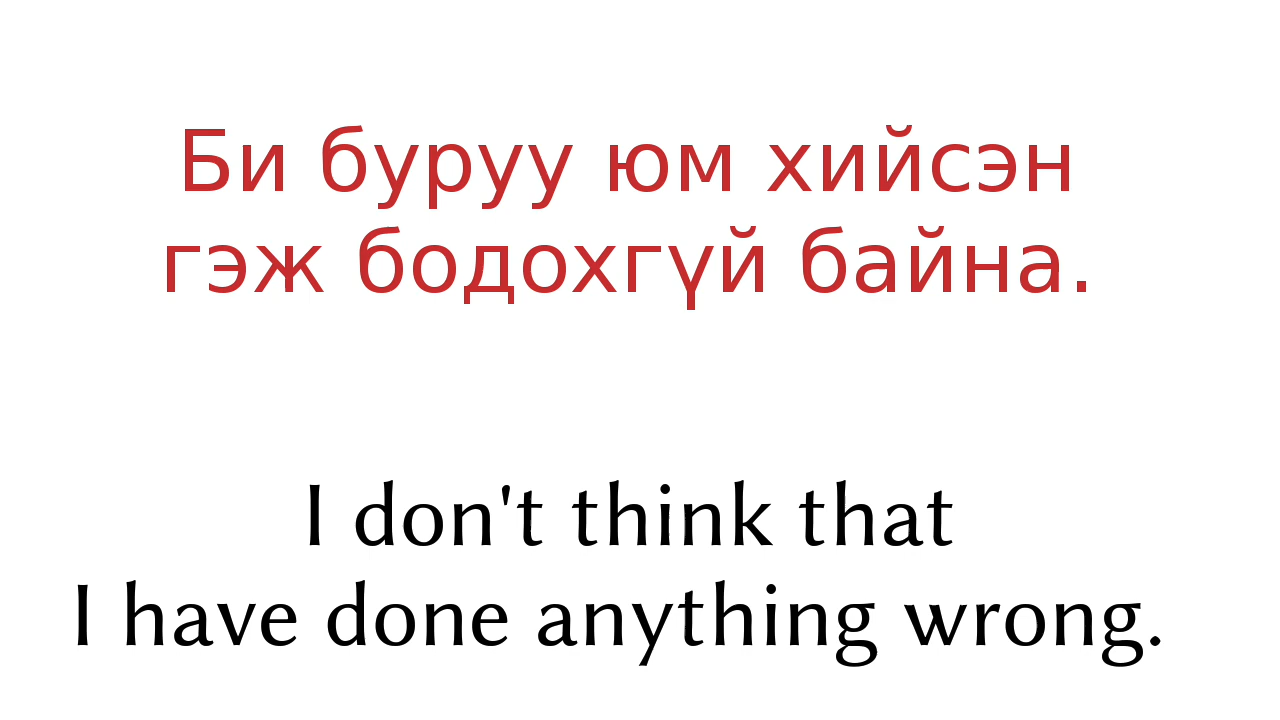 Би буруу юм хийсэн
гэж бодохгүй байна.
I don't think that
I have done anything wrong.